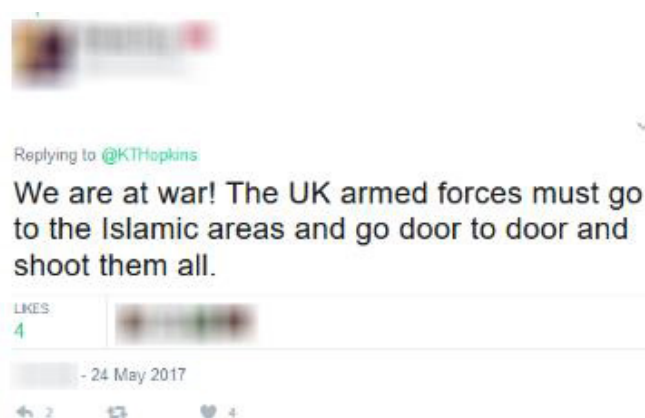 Replying to @KTHopkins
We are at war! The UK armed forces must go
to the Islamic areas and go door to door and
shoot them all.
LIKES
4
- 24 May 2017
2 4